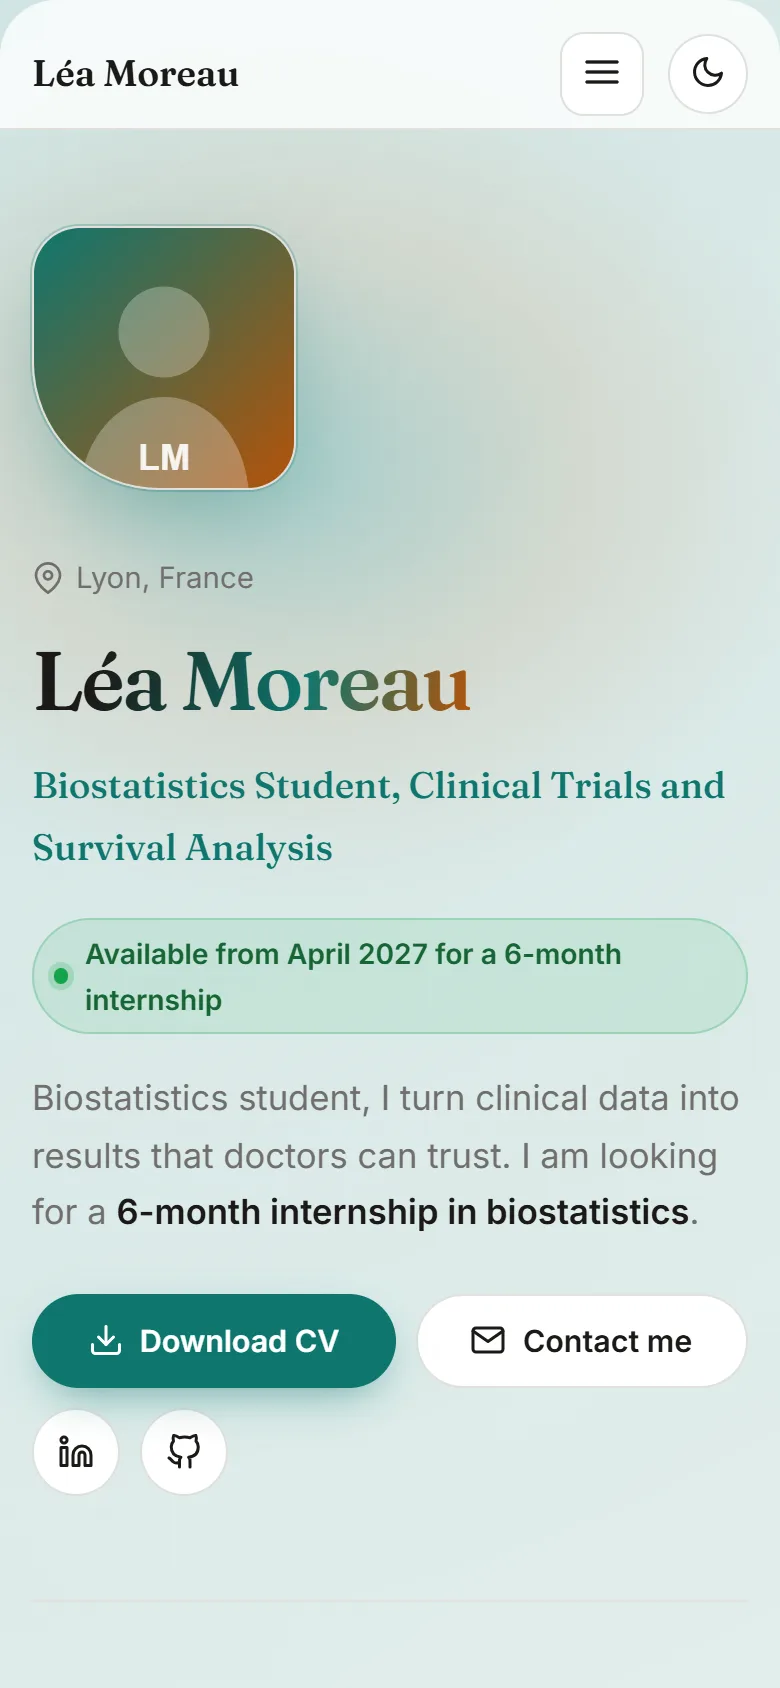 Léa Moreau
LM
Lyon, France
Léa Moreau
Biostatistics Student, Clinical Trials and
Survival Analysis
Available from April 2027 for a 6-month
internship
Biostatistics student, I turn clinical data into
results that doctors can trust. I am looking
for a 6-month internship in biostatistics.
Download CV
Contact me
in